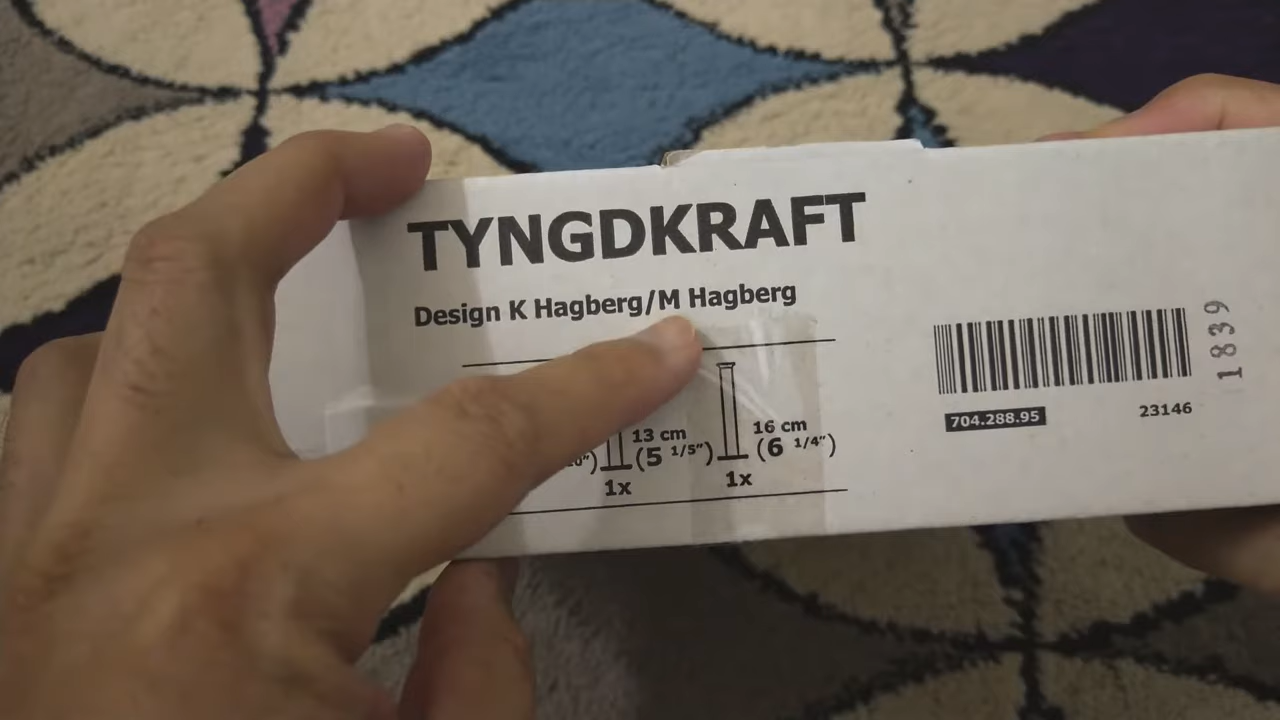 TYNGDKRAFT
Design K Hagberg/M Hagberg
13 cm
(5 1/5")
1x
16 cm
(6 1/4")
1x
704.288.95
23146
1839